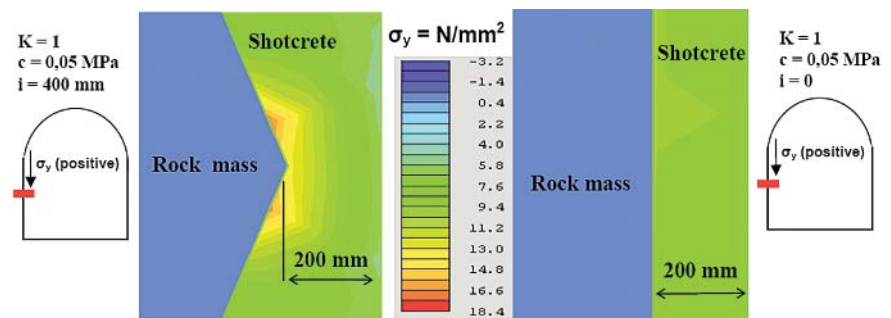 K = 1
c = 0,05 MPa
i = 400 mm
σy (positive)
Shotcrete
Rock mass
200 mm
σy = N/mm²
-3.2
-1.4
0.4
2.2
4.0
5.8
7.6
9.4
11.2
13.0
14.8
16.6
18.4
Shotcrete
Rock mass
200 mm
K = 1
c = 0,05 MPa
i = 0
σy (positive)